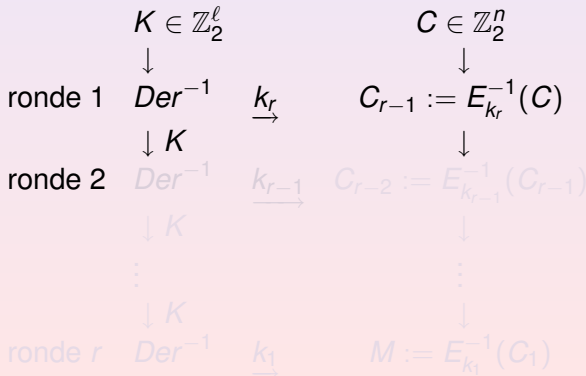 K ∈ ℤ₂^ℓ C ∈ ℤ₂ⁿ
↓ ↓
ronde 1 Der⁻¹ k_r → C_{r−1} := E_{k_r}^{−1}(C)
↓ K ↓
ronde 2 Der⁻¹ k_{r−1} → C_{r−2} := E_{k_{r−1}}^{−1}(C_{r−1})
↓ K ↓
⋮ ⋮
↓ K ↓
ronde r Der⁻¹ k_1 → M := E_{k_1}^{−1}(C_1)